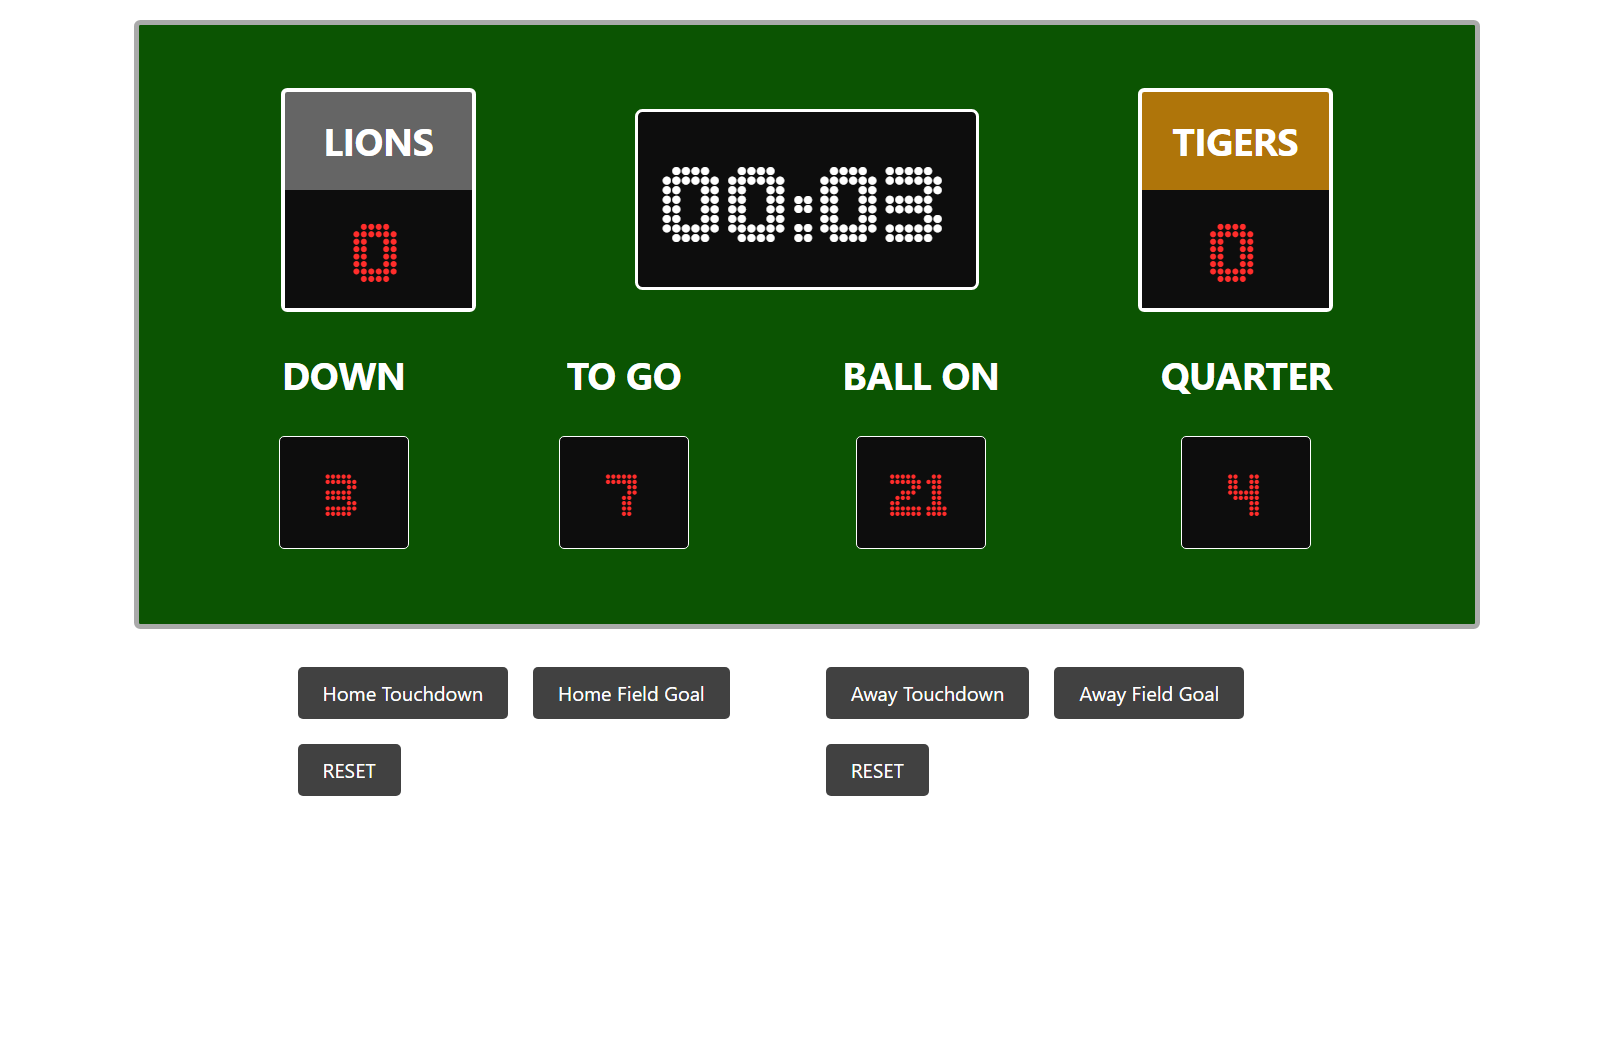 LIONS
00:03
TIGERS
0
0
DOWN
TO GO
BALL ON
QUARTER
3
7
21
4
Home Touchdown
Home Field Goal
Away Touchdown
Away Field Goal
RESET
RESET